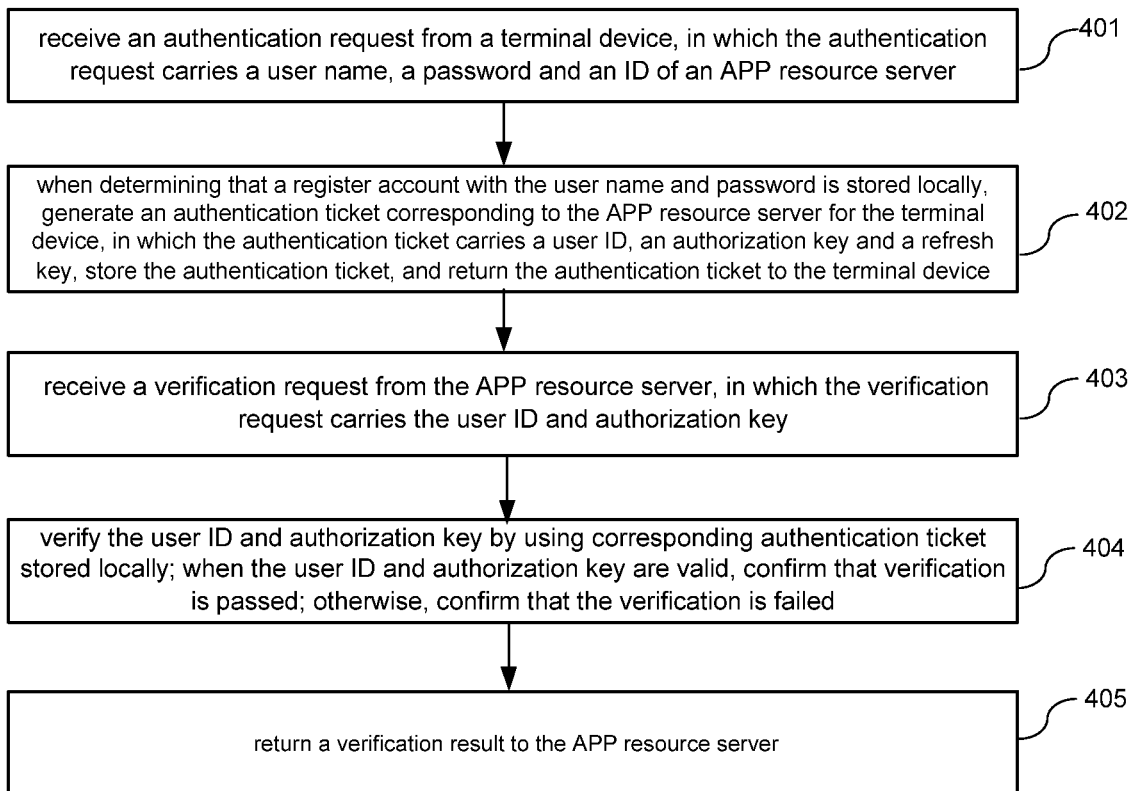 receive an authentication request from a terminal device, in which the authentication
request carries a user name, a password and an ID of an APP resource server
401
when determining that a register account with the user name and password is stored locally,
generate an authentication ticket corresponding to the APP resource server for the terminal
device, in which the authentication ticket carries a user ID, an authorization key and a refresh
key, store the authentication ticket, and return the authentication ticket to the terminal device
402
receive a verification request from the APP resource server, in which the verification
request carries the user ID and authorization key
403
verify the user ID and authorization key by using corresponding authentication ticket
stored locally; when the user ID and authorization key are valid, confirm that verification
is passed; otherwise, confirm that the verification is failed
404
return a verification result to the APP resource server
405